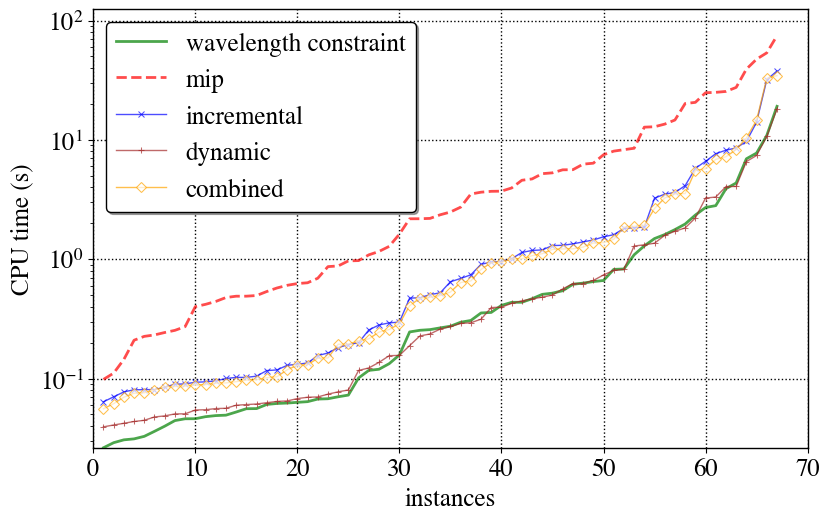 10²
10¹
10⁰
10⁻¹
CPU time (s)
wavelength constraint
mip
incremental
dynamic
combined
0 10 20 30 40 50 60 70
instances